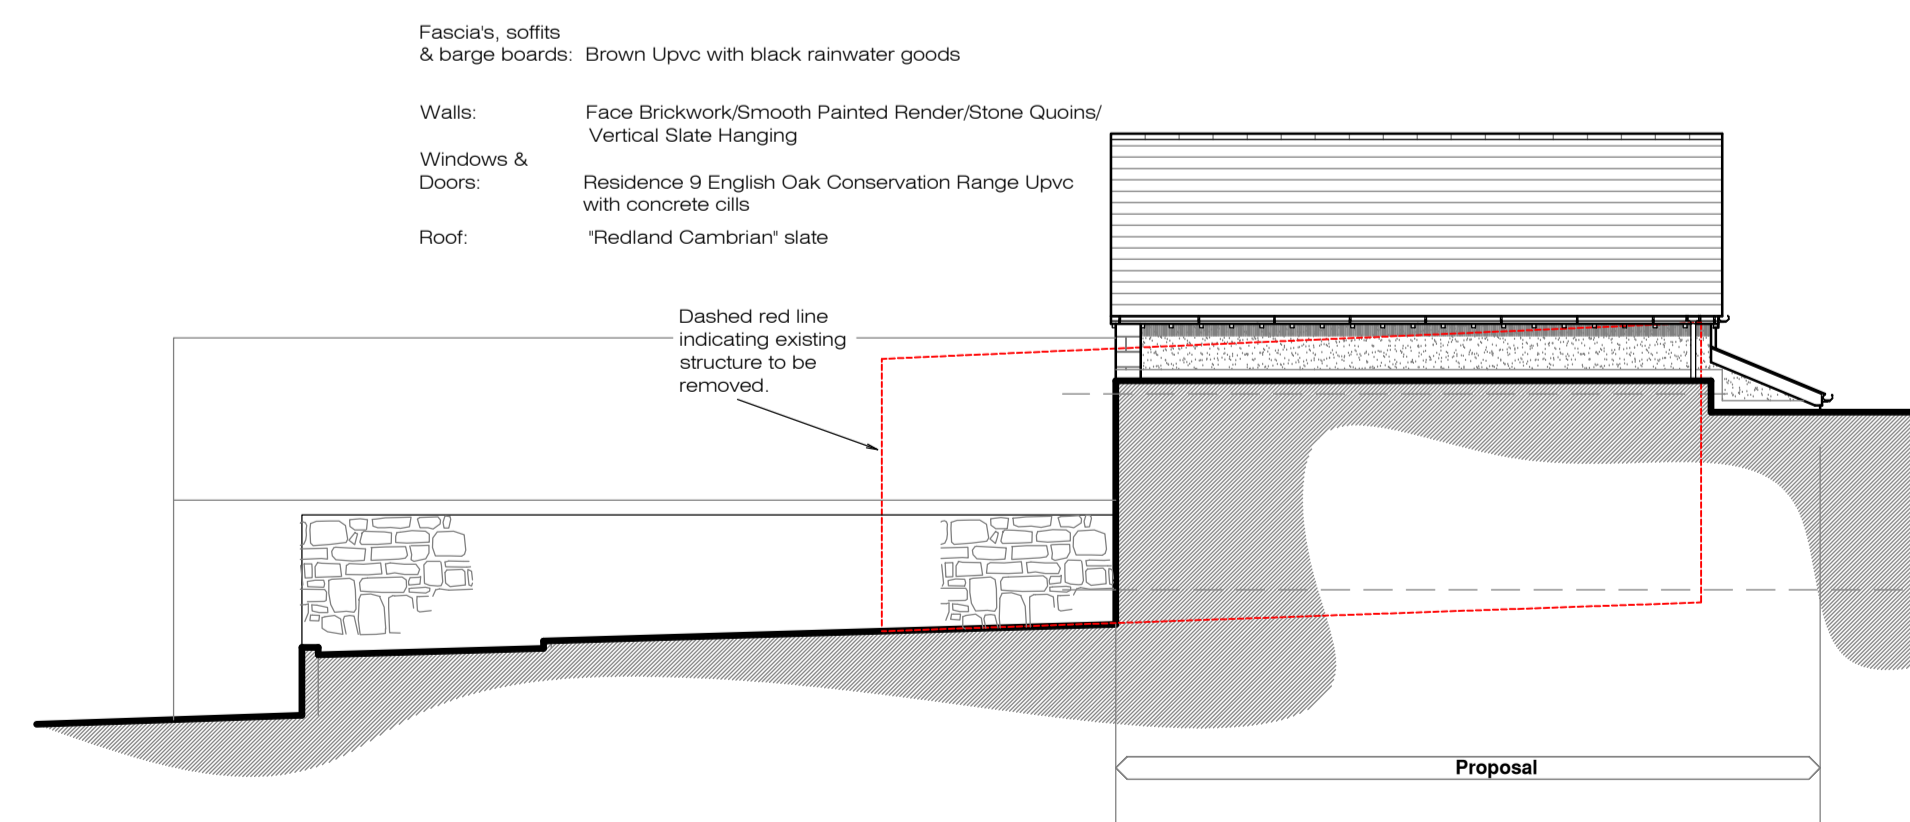 Fascia's, soffits
& barge boards: Brown Upvc with black rainwater goods
Walls: Face Brickwork/Smooth Painted Render/Stone Quoins/
Vertical Slate Hanging
Windows &
Doors: Residence 9 English Oak Conservation Range Upvc
with concrete cills
Roof: "Redland Cambrian" slate
Dashed red line
indicating existing
structure to be
removed.
Proposal